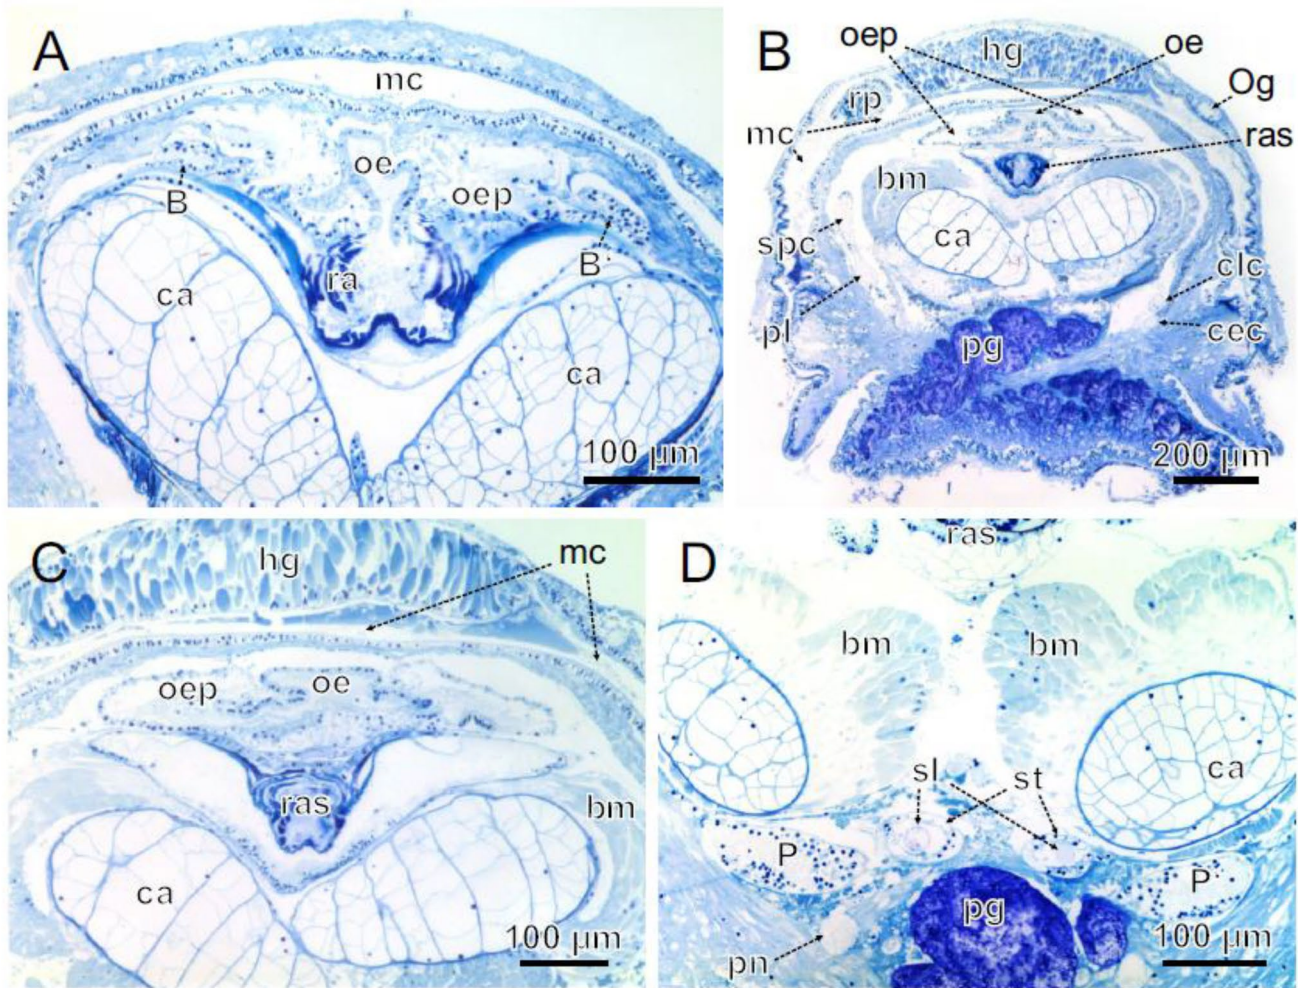 A
mc
oe
oep
B
B
ra
ca
ca
100 µm
B
oep
hg
oe
Og
rp
mc
ras
bm
ca
spc
clc
pl
pg
cec
200 µm
C
hg
mc
oep
oe
ras
bm
ca
100 µm
D
ras
bm
bm
sl
st
ca
P
P
pg
pn
100 µm